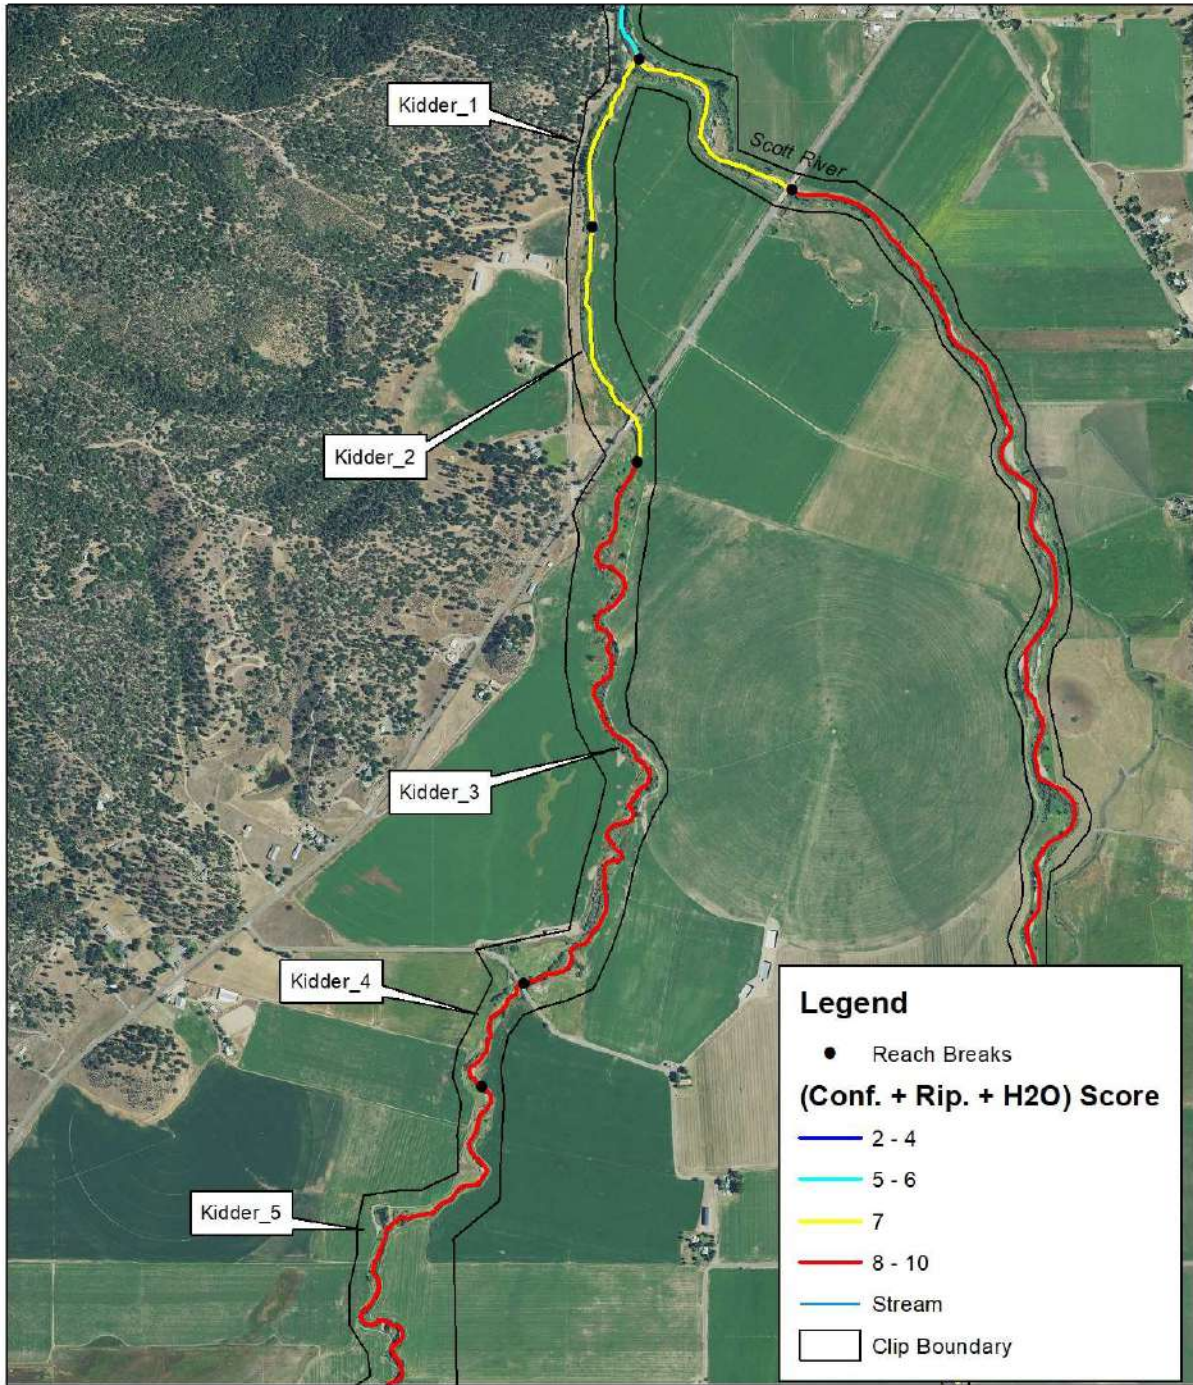 Kidder_1
Scott River
Kidder_2
Kidder_3
Kidder_4
Kidder_5
Legend
Reach Breaks
(Conf. + Rip. + H2O) Score
2 - 4
5 - 6
7
8 - 10
Stream
Clip Boundary